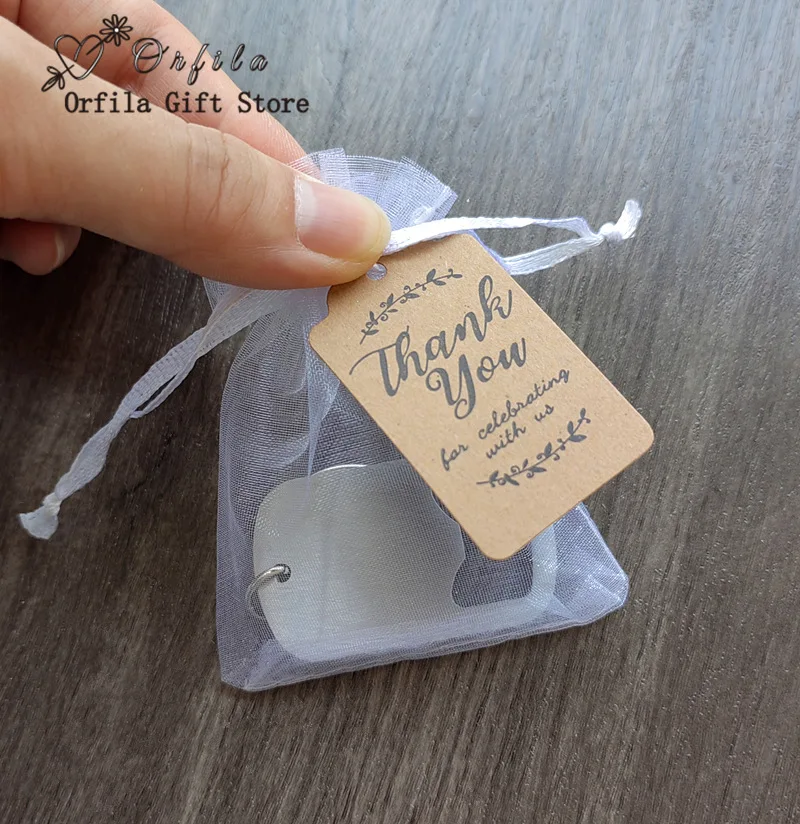 Orfila
Orfila Gift Store
Thank
You
for celebrating
with us